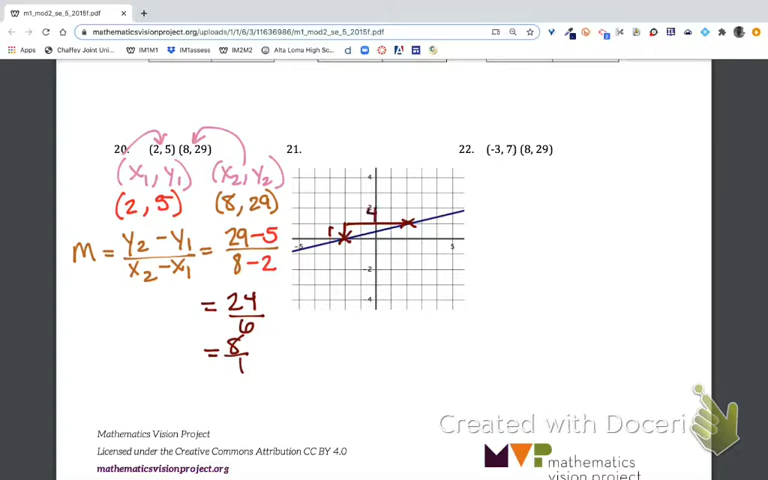 m1_mod2_se_5_2015f.pdf
mathematicsvisionproject.org/uploads/1/1/6/3/11636986/m1_mod2_se_5_2015f.pdf
Apps Chaffey Joint Uni... IM1M1 IM1assess IM2M2 Alta Loma High Sc...
20. (2, 5) (8, 29)
21.
22. (-3, 7) (8, 29)
(X1, Y1) (X2, Y2)
(2, 5) (8, 29)
M = Y2 - Y1 / X2 - X1 = 29 - 5 / 8 - 2
= 24 / 6
= 8 / 1
4
2
4
1
-5
5
-2
-4
Created with Doceri
Mathematics Vision Project
Licensed under the Creative Commons Attribution CC BY 4.0
mathematicsvisionproject.org
MVP mathematics